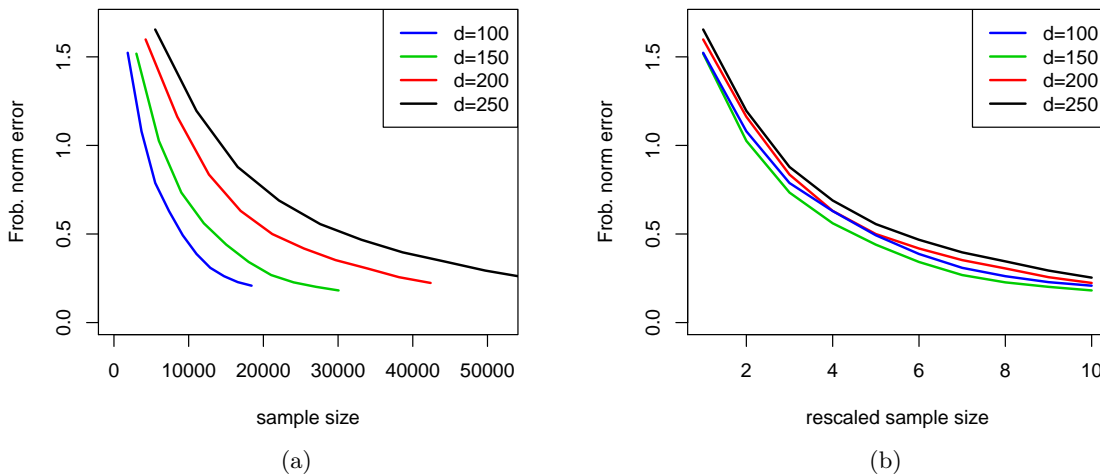 Frob. norm error
1.5
1.0
0.5
0.0
d=100
d=150
d=200
d=250
0 10000 20000 30000 40000 50000
sample size
(a)
Frob. norm error
1.5
1.0
0.5
0.0
d=100
d=150
d=200
d=250
2 4 6 8 10
rescaled sample size
(b)